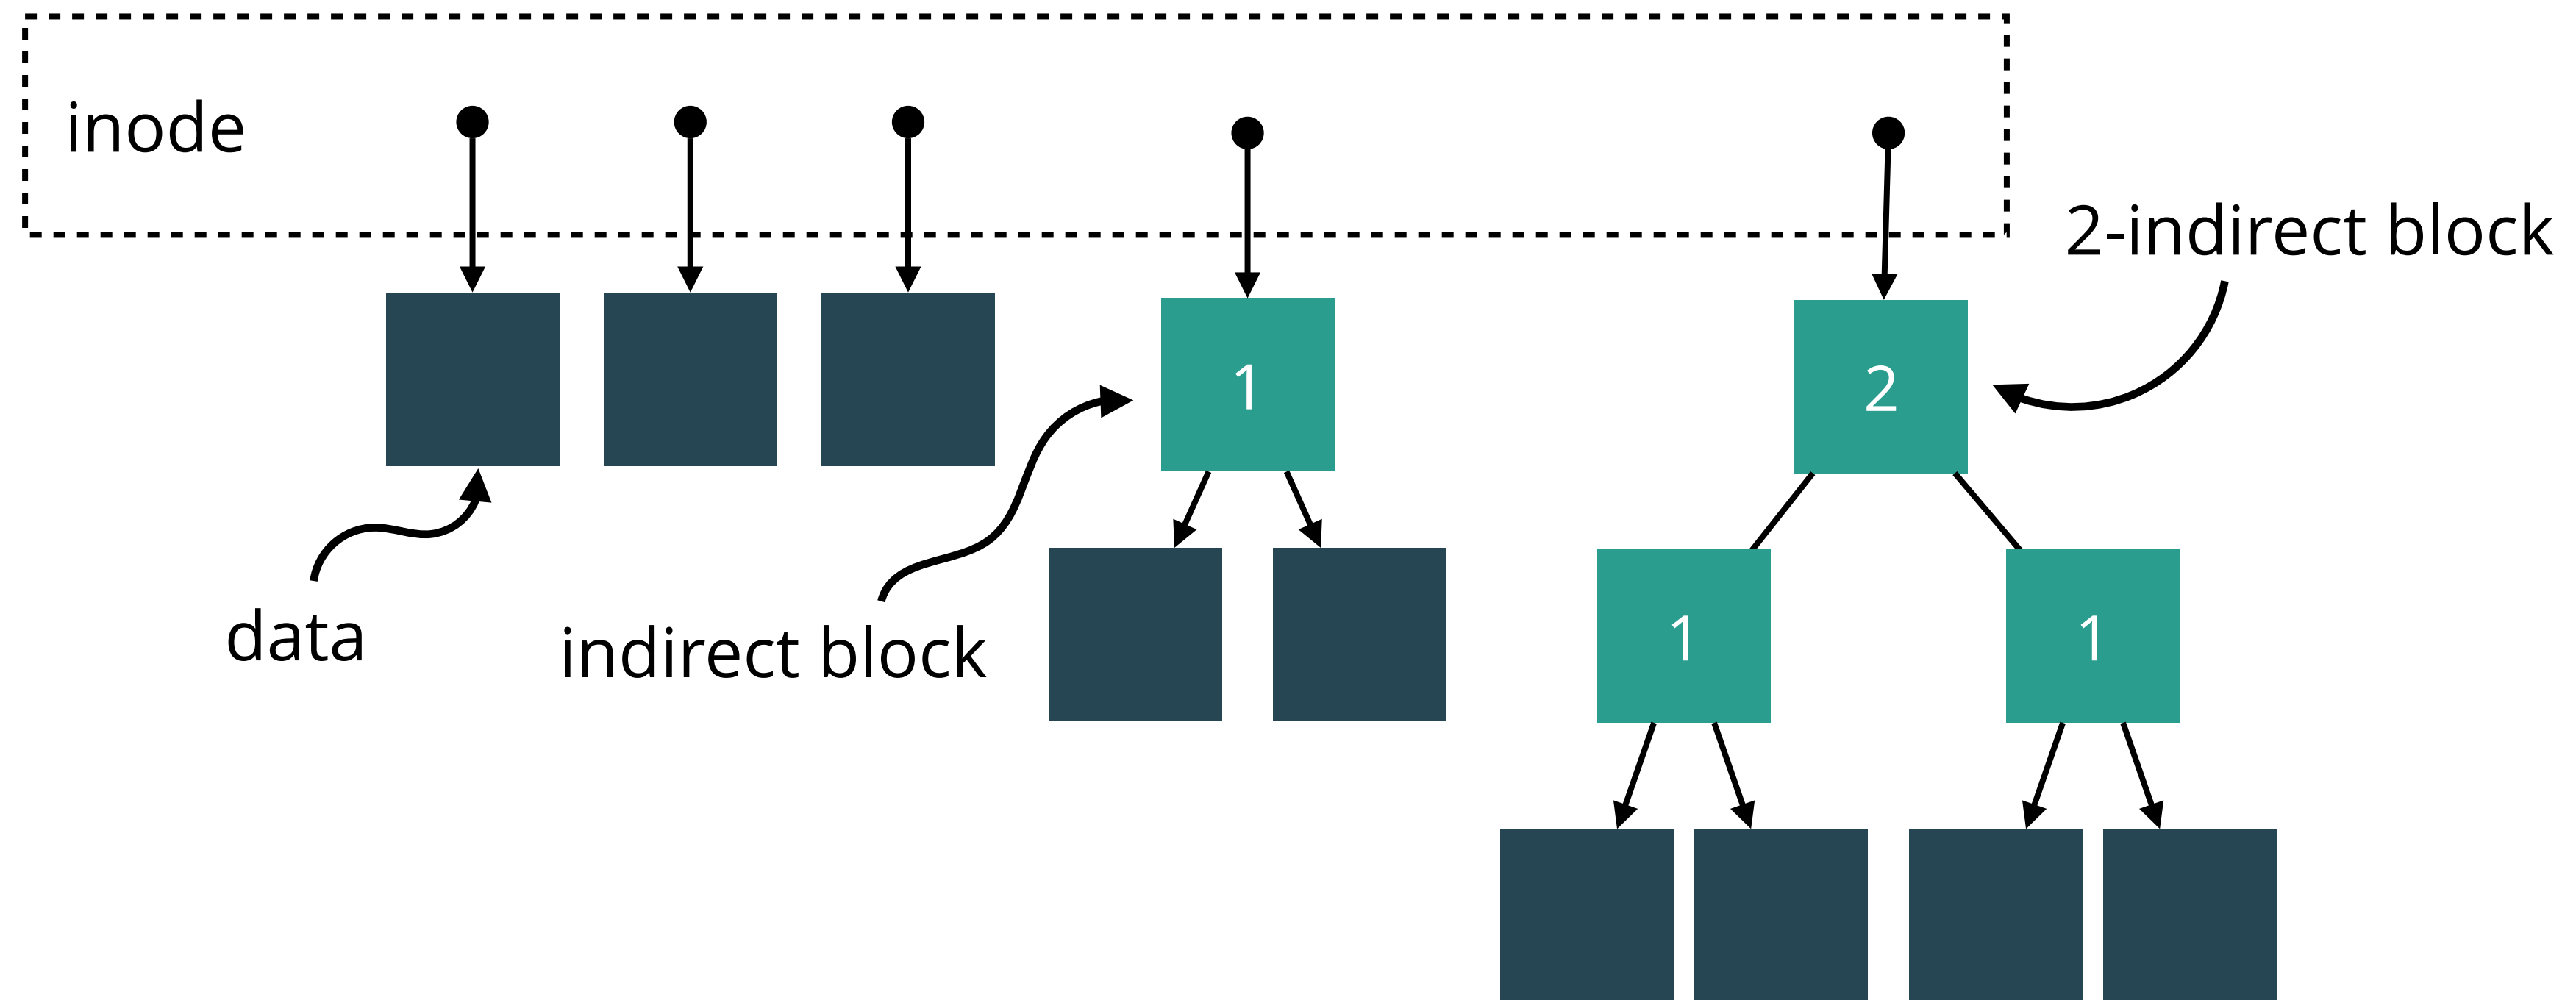 inode
2-indirect block
1
2
data
indirect block
1
1